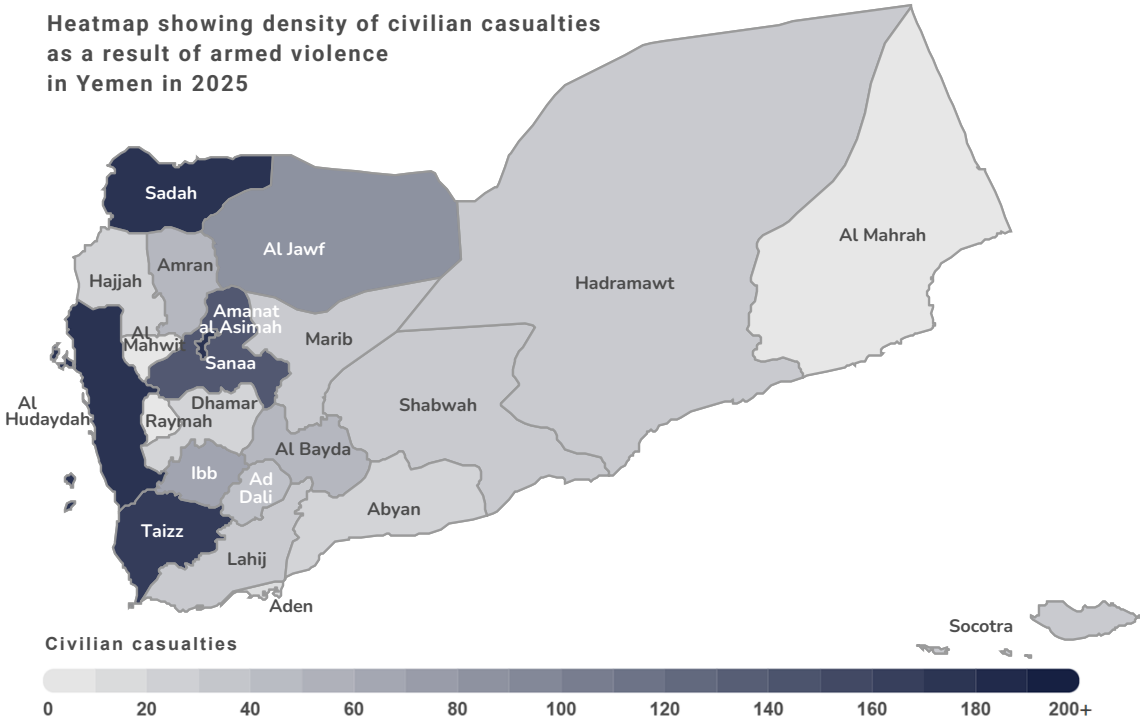 Heatmap showing density of civilian casualties
as a result of armed violence
in Yemen in 2025
Sadah
Al Jawf
Al Mahrah
Amran
Hajjah
Hadramawt
Amanat
al Asimah
Al
Mahwit
Marib
Sanaa
Al
Hudaydah
Dhamar
Raymah
Shabwah
Al Bayda
Ibb
Ad
Dali
Abyan
Taizz
Lahij
Aden
Socotra
Civilian casualties
0 20 40 60 80 100 120 140 160 180 200+